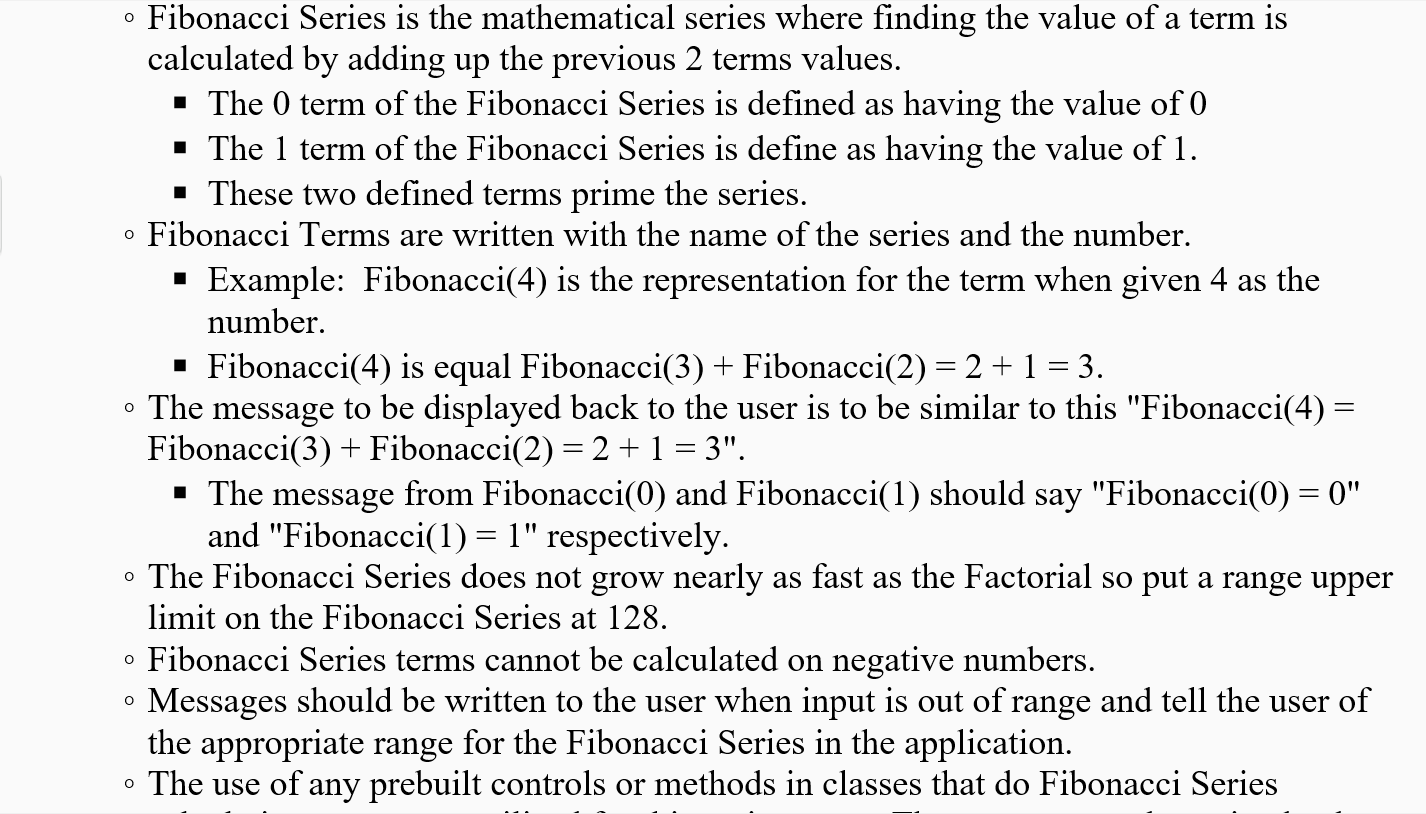 ◦ Fibonacci Series is the mathematical series where finding the value of a term is
calculated by adding up the previous 2 terms values.
▪ The 0 term of the Fibonacci Series is defined as having the value of 0
▪ The 1 term of the Fibonacci Series is define as having the value of 1.
▪ These two defined terms prime the series.
◦ Fibonacci Terms are written with the name of the series and the number.
▪ Example:  Fibonacci(4) is the representation for the term when given 4 as the
number.
▪ Fibonacci(4) is equal Fibonacci(3) + Fibonacci(2) = 2 + 1 = 3.
◦ The message to be displayed back to the user is to be similar to this "Fibonacci(4) =
Fibonacci(3) + Fibonacci(2) = 2 + 1 = 3".
▪ The message from Fibonacci(0) and Fibonacci(1) should say "Fibonacci(0) = 0"
and "Fibonacci(1) = 1" respectively.
◦ The Fibonacci Series does not grow nearly as fast as the Factorial so put a range upper
limit on the Fibonacci Series at 128.
◦ Fibonacci Series terms cannot be calculated on negative numbers.
◦ Messages should be written to the user when input is out of range and tell the user of
the appropriate range for the Fibonacci Series in the application.
◦ The use of any prebuilt controls or methods in classes that do Fibonacci Series